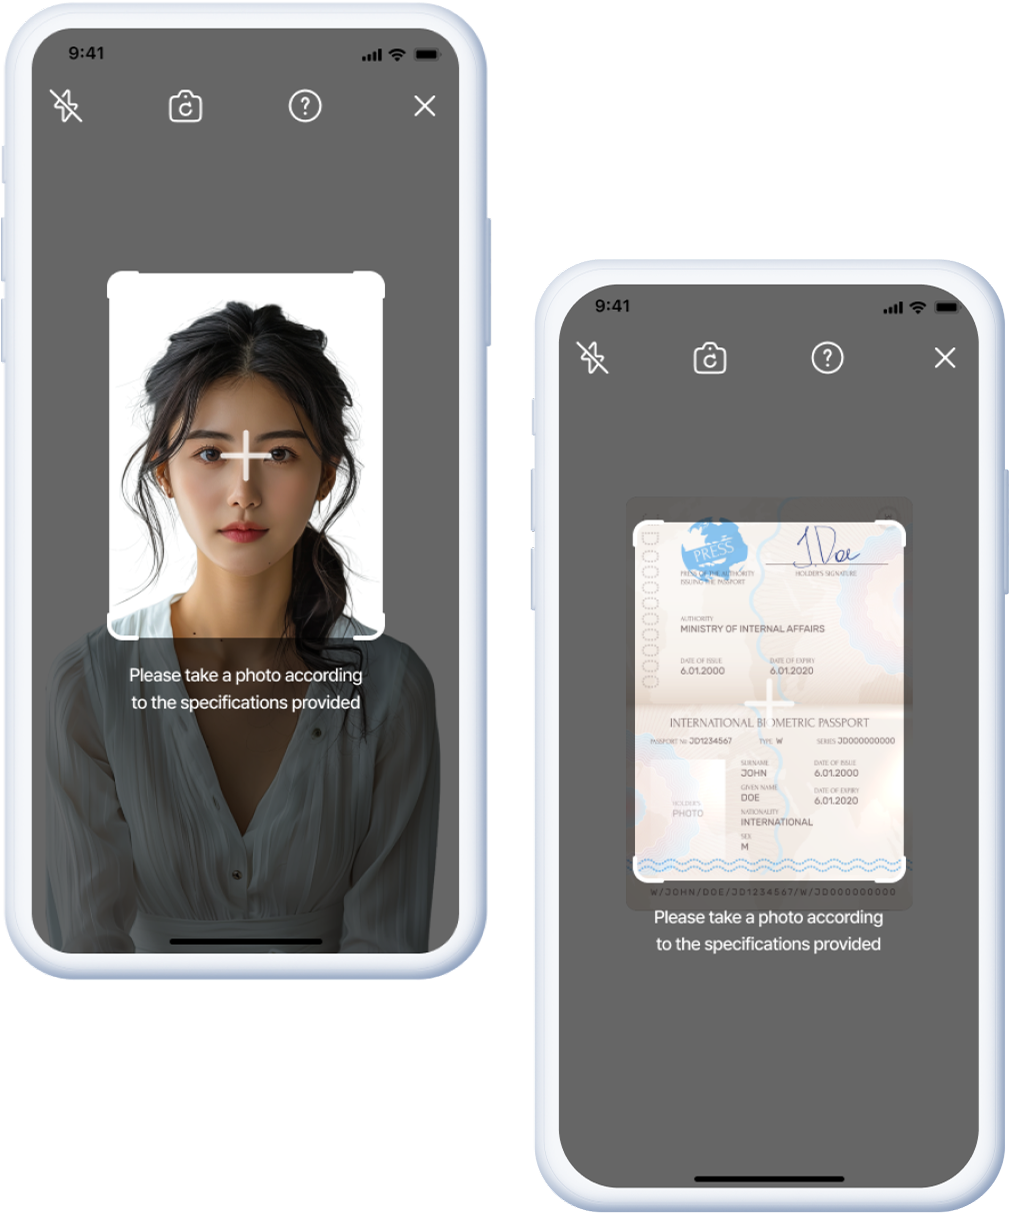 9:41
Please take a photo according
to the specifications provided
9:41
PRESS
J.Doe
PRESS OF THE AUTHORITY
ISSUING THE PASSPORT
HOLDER'S SIGNATURE
AUTHORITY
MINISTRY OF INTERNAL AFFAIRS
DATE OF ISSUE DATE OF EXPIRY
6.01.2000 6.01.2020
INTERNATIONAL BIOMETRIC PASSPORT
PASSPORT No JD1234567 TYPE W SERIES JD000000000
SURNAME DATE OF ISSUE
JOHN 6.01.2000
GIVEN NAME DATE OF EXPIRY
DOE 6.01.2020
HOLDER'S
PHOTO
NATIONALITY
INTERNATIONAL
SEX
M
W/JOHN/DOE/JD1234567/W/JD000000000
Please take a photo according
to the specifications provided